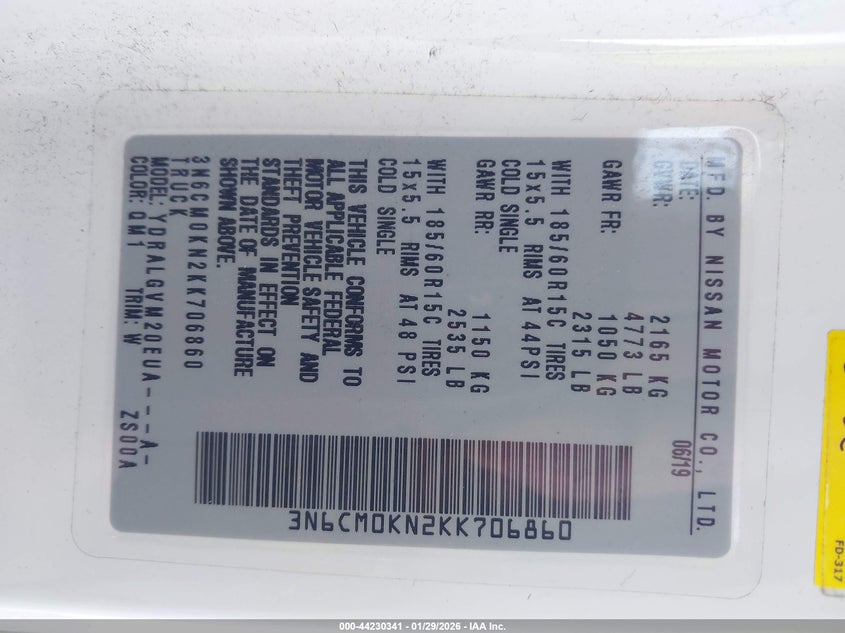 MFD. BY NISSAN MOTOR CO., LTD.
DATE: 06/19
GVWR: 2165 KG
4773 LB
GAWR FR: 1050 KG
2315 LB
WITH 185/60R15C TIRES
15x5.5 RIMS AT 44PSI
COLD SINGLE
GAWR RR: 1150 KG
2535 LB
WITH 185/60R15C TIRES
15x5.5 RIMS AT 48 PSI
COLD SINGLE
THIS VEHICLE CONFORMS TO
ALL APPLICABLE FEDERAL
MOTOR VEHICLE SAFETY AND
THEFT PREVENTION
STANDARDS IN EFFECT ON
THE DATE OF MANUFACTURE
SHOWN ABOVE.
3N6CM0KN2KK706860
TRUCK
MODEL: YDRALGVM20EUA---A-
COLOR: QM1 TRIM: W ZS00A
3N6CM0KN2KK706860
FD-317
000-44230341 - 01/29/2026 - IAA Inc.